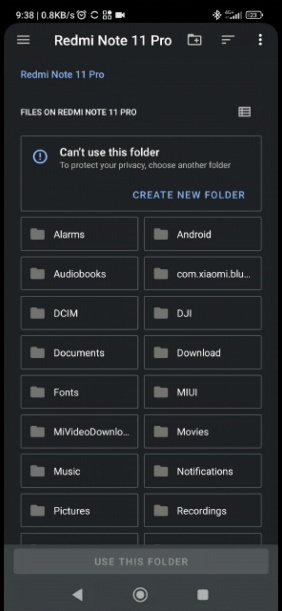 9:38 | 0.8KB/s
Redmi Note 11 Pro
Redmi Note 11 Pro
FILES ON REDMI NOTE 11 PRO
Can't use this folder
To protect your privacy, choose another folder
CREATE NEW FOLDER
Alarms
Android
Audiobooks
com.xiaomi.blu...
DCIM
DJI
Documents
Download
Fonts
MIUI
MiVideoDownlo...
Movies
Music
Notifications
Pictures
Recordings
USE THIS FOLDER